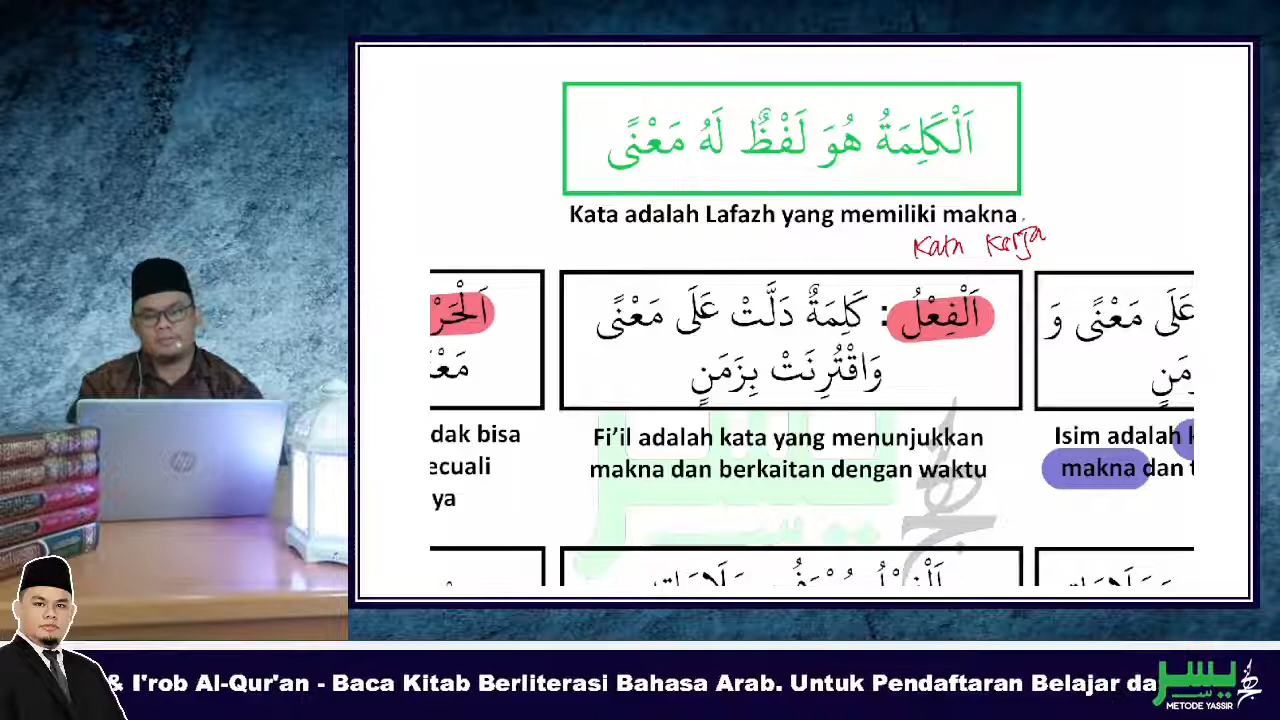 اَلْكَلِمَةُ هُوَ لَفْظٌ لَهُ مَعْنًى
Kata adalah Lafazh yang memiliki makna
Kata Kerja
عَلَى مَعْنًى وَ
اَلْفِعْلُ : كَلِمَةٌ دَلَّتْ عَلَى مَعْنًى
وَاقْتُرِنَتْ بِزَمَنٍ
Isim adalah
makna dan t
Fi'il adalah kata yang menunjukkan
makna dan berkaitan dengan waktu
dak bisa
ecuali
ya
hp
& I'rob Al-Qur'an - Baca Kitab Berliterasi Bahasa Arab. Untuk Pendaftaran Belajar da
يسر
METODE YASSIR